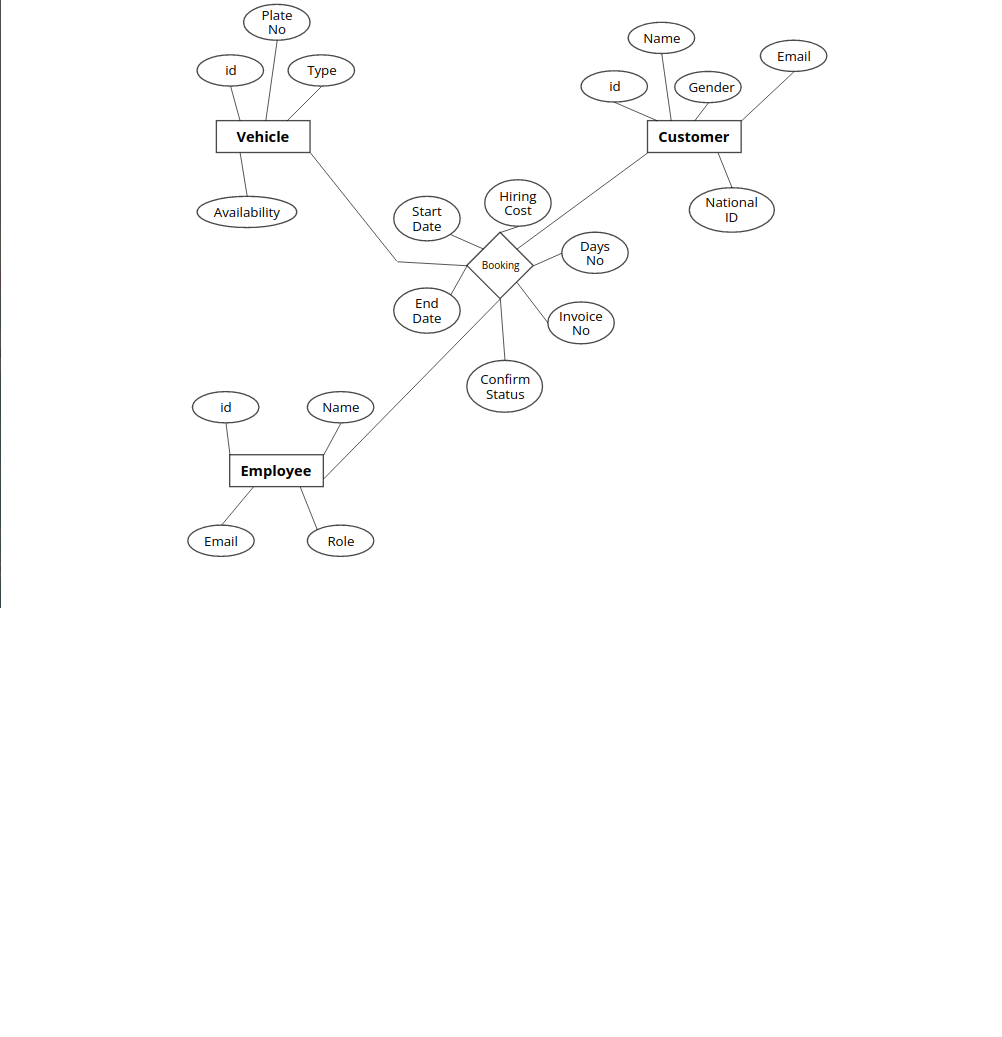 Plate
No
id
Type
Vehicle
Availability
Name
Email
id
Gender
Customer
National
ID
Hiring
Cost
Start
Date
Days
No
Booking
End
Date
Invoice
No
Confirm
Status
id
Name
Employee
Email
Role